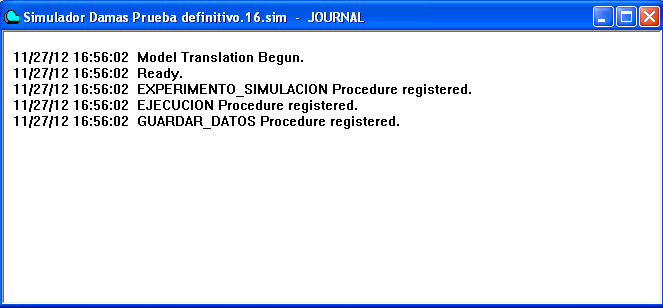 Simulador Damas Prueba definitivo.16.sim - JOURNAL
11/27/12 16:56:02 Model Translation Begun.
11/27/12 16:56:02 Ready.
11/27/12 16:56:02 EXPERIMENTO_SIMULACION Procedure registered.
11/27/12 16:56:02 EJECUCION Procedure registered.
11/27/12 16:56:02 GUARDAR_DATOS Procedure registered.